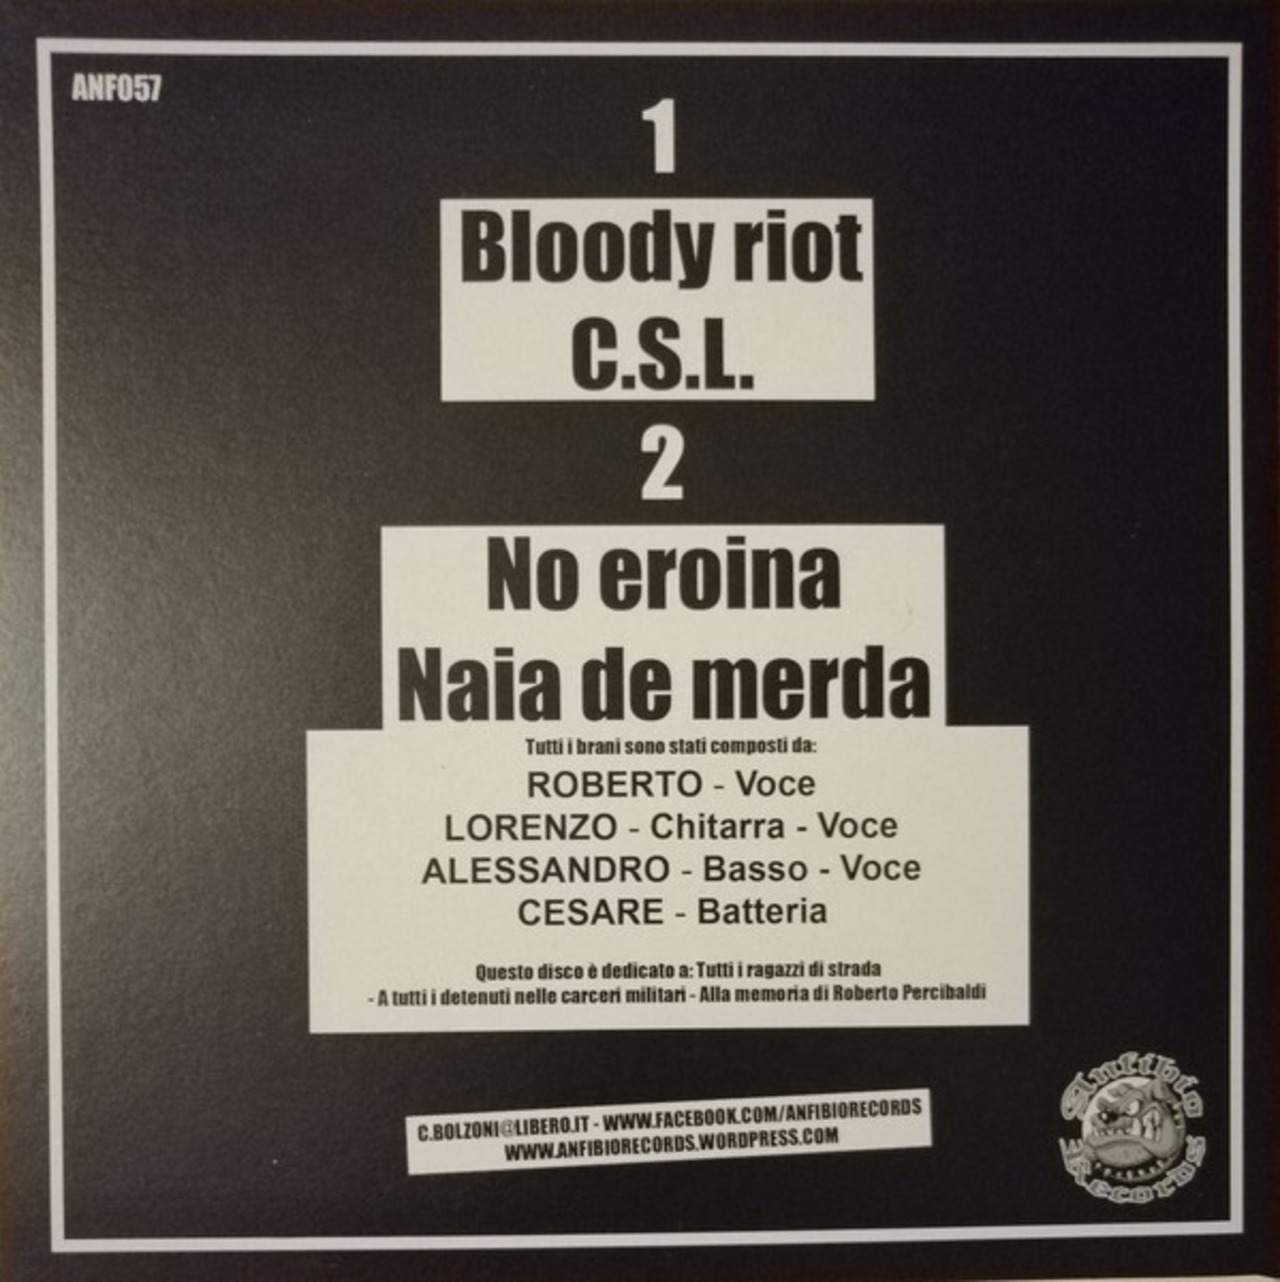 ANF057
1
Bloody riot
C.S.L.
2
No eroina
Naia de merda
Tutti i brani sono stati composti da:
ROBERTO - Voce
LORENZO - Chitarra - Voce
ALESSANDRO - Basso - Voce
CESARE - Batteria
Questo disco è dedicato a: Tutti i ragazzi di strada
- A tutti i detenuti nelle carceri militari - Alla memoria di Roberto Percibaldi
C.BOLZONI@LIBERO.IT - WWW.FACEBOOK.COM/ANFIBIORECORDS
WWW.ANFIBIORECORDS.WORDPRESS.COM
Anfibio
Records